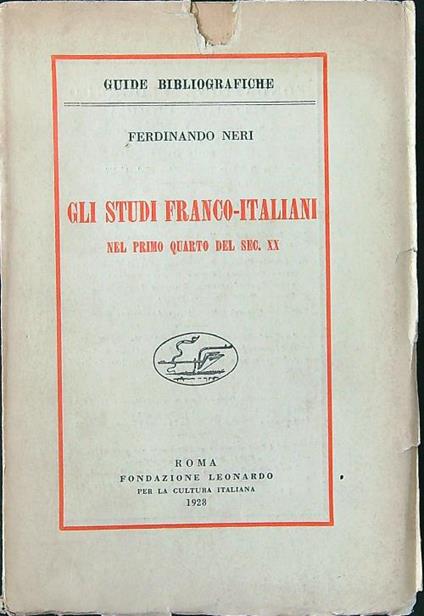 GUIDE BIBLIOGRAFICHE
FERDINANDO NERI
GLI STUDI FRANCO-ITALIANI
NEL PRIMO QUARTO DEL SEC. XX
ROMA
FONDAZIONE LEONARDO
PER LA CULTURA ITALIANA
1928